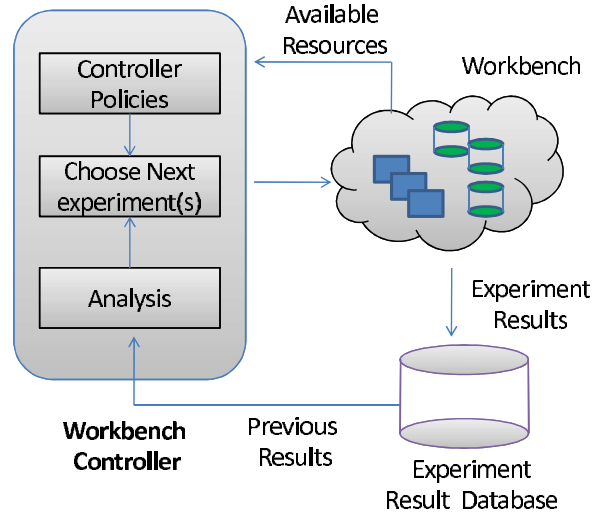 Available
Resources
Workbench
Controller
Policies
Choose Next
experiment(s)
Analysis
Experiment
Results
Workbench
Controller
Previous
Results
Experiment
Result Database